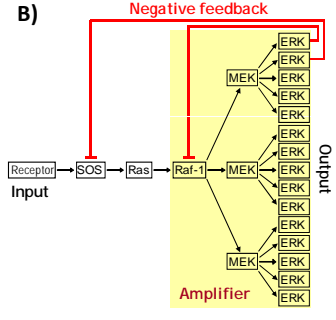 B)
Negative feedback
ERK
ERK
MEK
ERK
ERK
ERK
ERK
ERK
Receptor
SOS
Ras
Raf-1
MEK
ERK
ERK
ERK
Input
Output
ERK
ERK
MEK
ERK
ERK
ERK
Amplifier